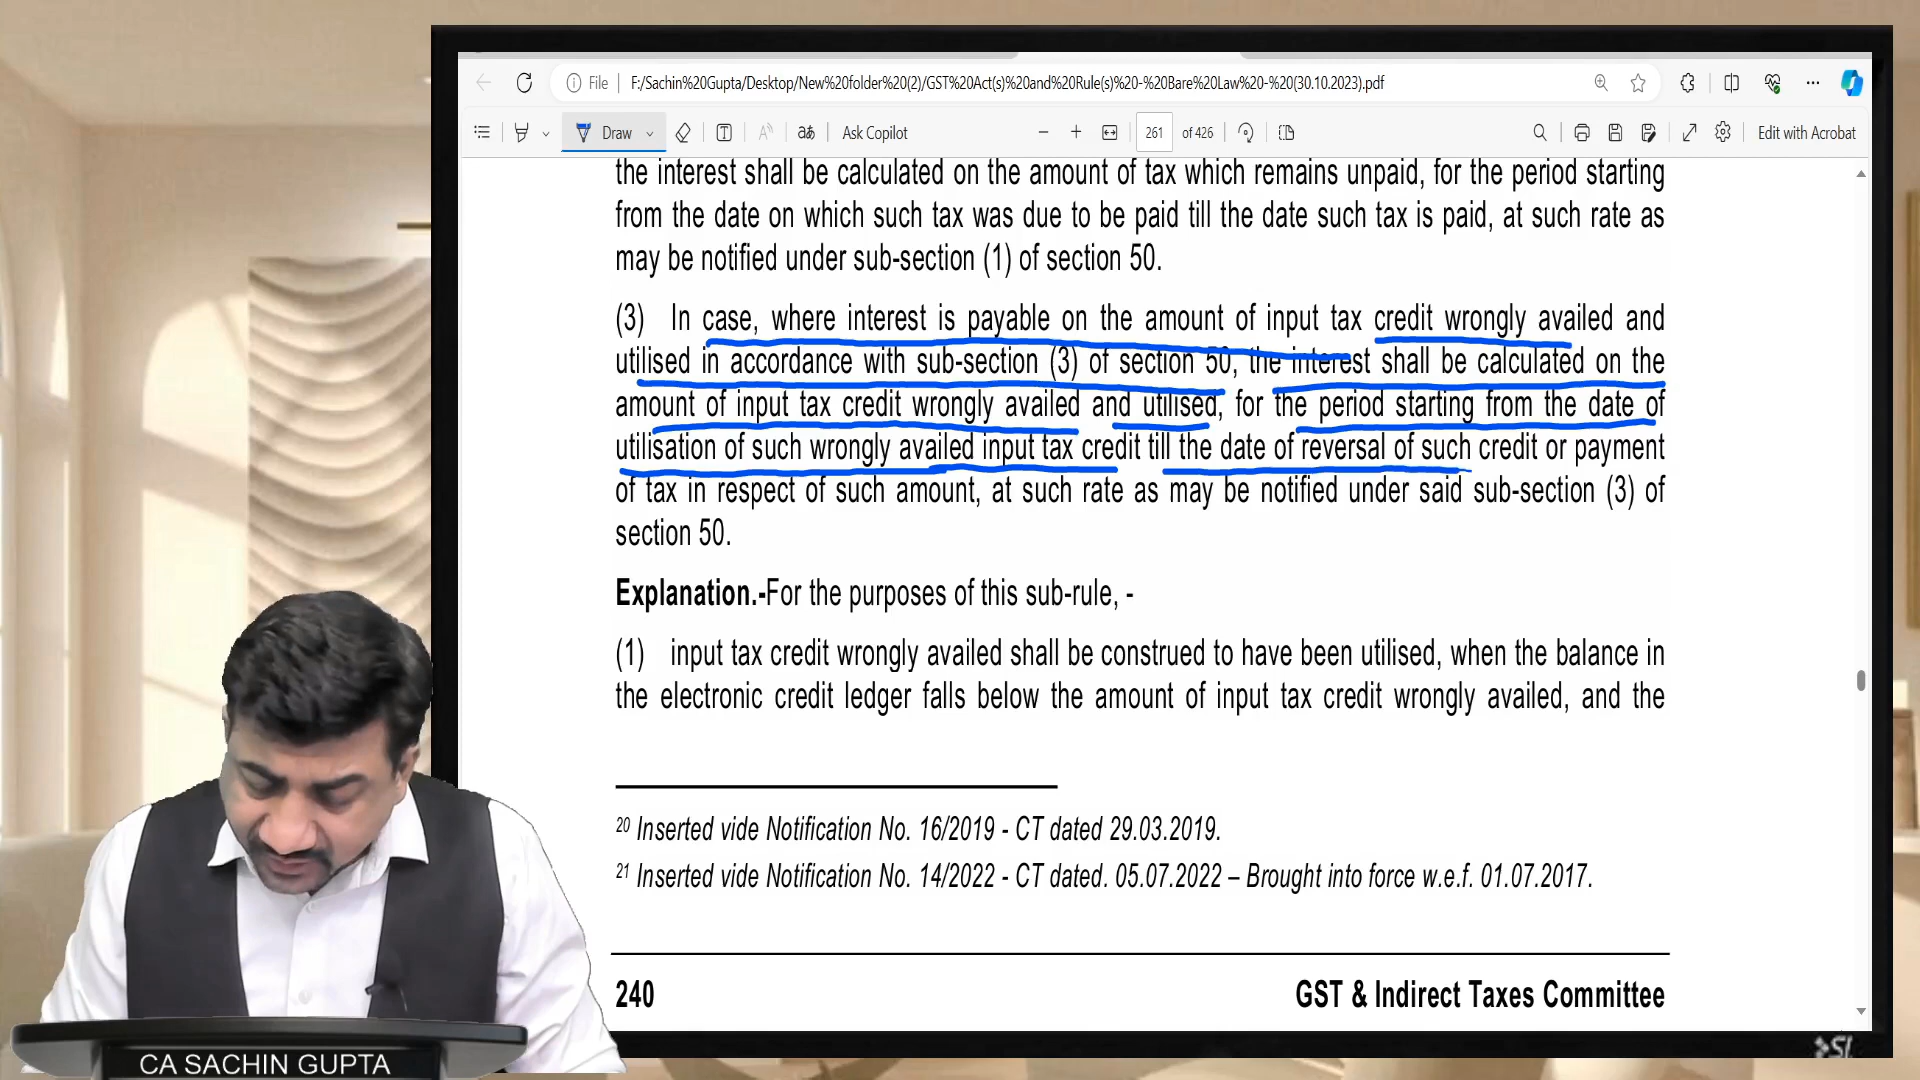 File F:/Sachin%20Gupta/Desktop/New%20folder%20(2)/GST%20Act(s)%20and%20Rule(s)%20-%20Bare%20Law%20-%20(30.10.2023).pdf
Draw aあ Ask Copilot 261 of 426 Edit with Acrobat
the interest shall be calculated on the amount of tax which remains unpaid, for the period starting
from the date on which such tax was due to be paid till the date such tax is paid, at such rate as
may be notified under sub-section (1) of section 50.
(3) In case, where interest is payable on the amount of input tax credit wrongly availed and
utilised in accordance with sub-section (3) of section 50, the interest shall be calculated on the
amount of input tax credit wrongly availed and utilised, for the period starting from the date of
utilisation of such wrongly availed input tax credit till the date of reversal of such credit or payment
of tax in respect of such amount, at such rate as may be notified under said sub-section (3) of
section 50.
Explanation.-For the purposes of this sub-rule, -
(1) input tax credit wrongly availed shall be construed to have been utilised, when the balance in
the electronic credit ledger falls below the amount of input tax credit wrongly availed, and the
20 Inserted vide Notification No. 16/2019 - CT dated 29.03.2019.
21 Inserted vide Notification No. 14/2022 - CT dated. 05.07.2022 – Brought into force w.e.f. 01.07.2017.
240 GST & Indirect Taxes Committee
CA SACHIN GUPTA